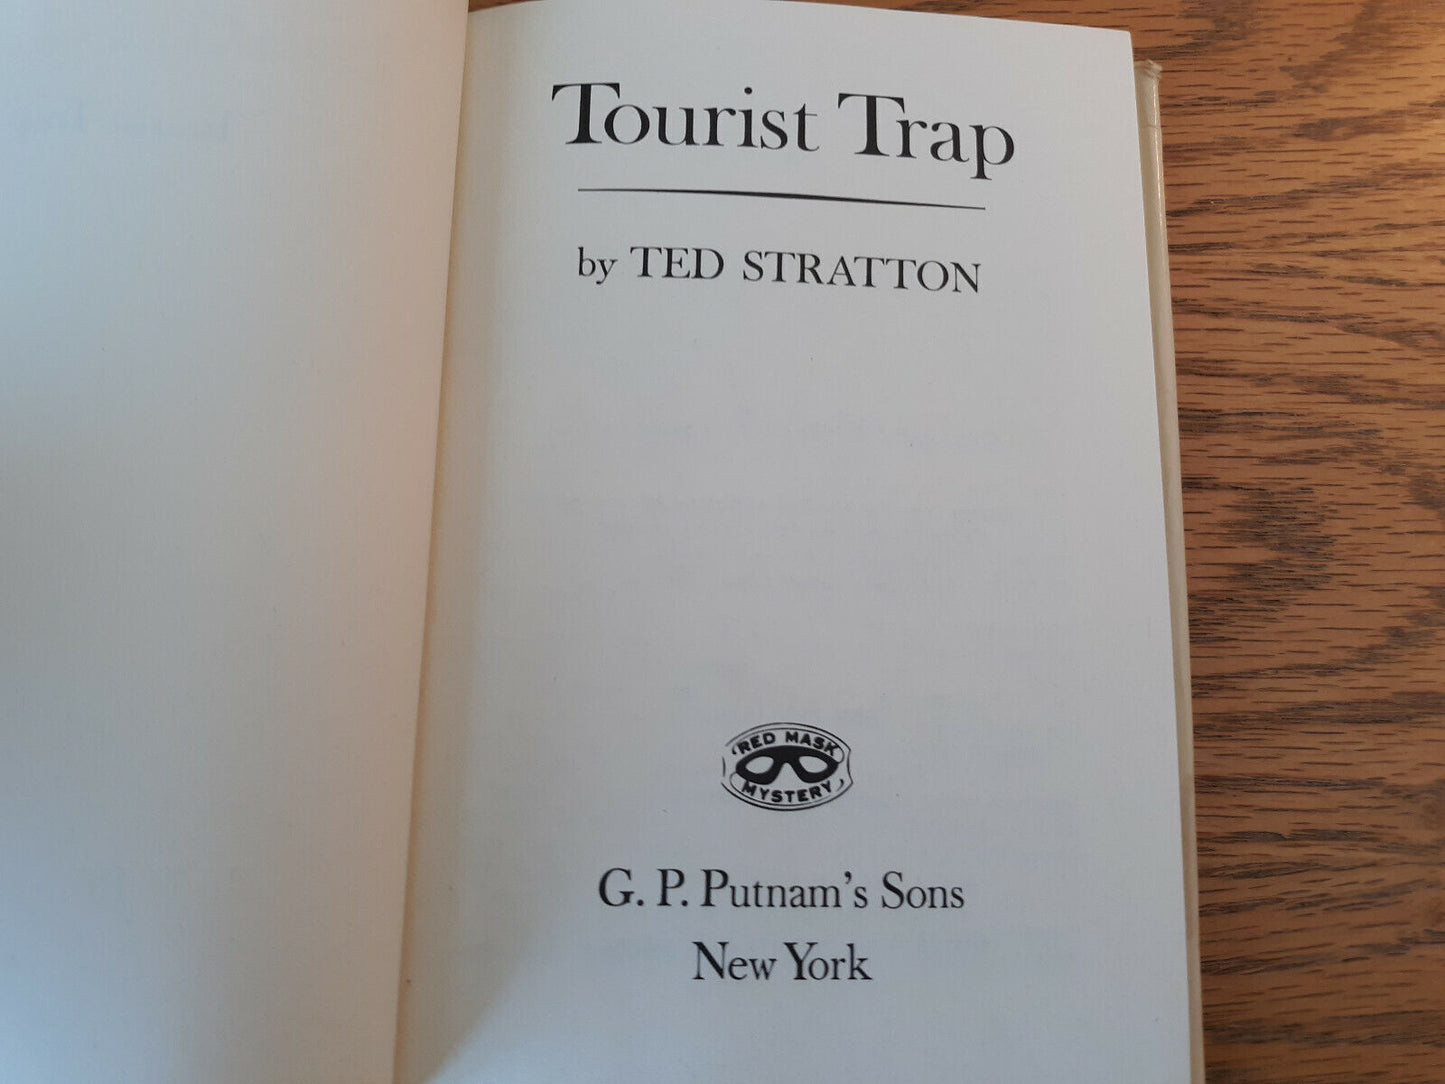 Tourist Trap
by TED STRATTON
RED MASK
MYSTERY
G. P. Putnam's Sons
New York